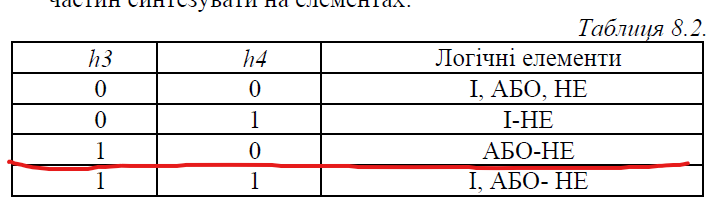 частин синтезувати на елементах:
Таблиця 8.2.
h3 h4 Логічні елементи
0 0 І, АБО, НЕ
0 1 І-НЕ
1 0 АБО-НЕ
1 1 І, АБО- НЕ